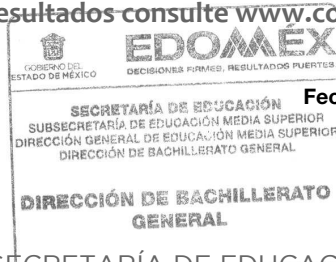 esultados consulte www.co
GOBIERNO DEL
ESTADO DE MÉXICO
EDOMÉX
DECISIONES FIRMES, RESULTADOS FUERTES
Fec
SECRETARÍA DE EDUCACIÓN
SUBSECRETARÍA DE EDUCACIÓN MEDIA SUPERIOR
DIRECCIÓN GENERAL DE EDUCACIÓN MEDIA SUPERIOR
DIRECCIÓN DE BACHILLERATO GENERAL
DIRECCIÓN DE BACHILLERATO
GENERAL
SECRETARÍA DE EDUCAC